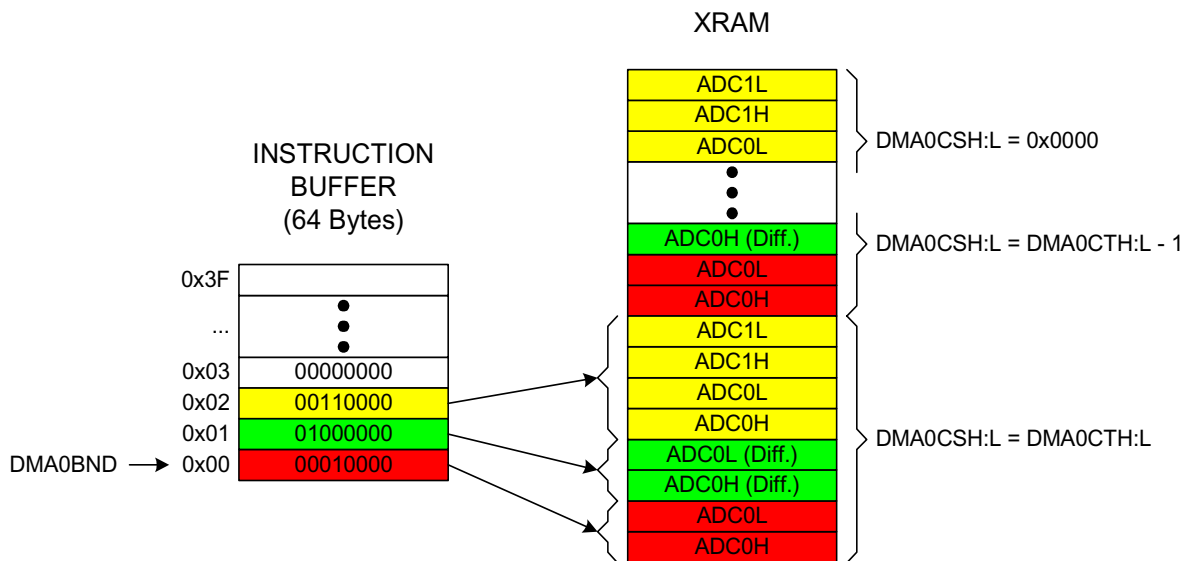 XRAM
ADC1L
ADC1H
ADC0L
DMA0CSH:L = 0x0000
INSTRUCTION
BUFFER
(64 Bytes)
ADC0H (Diff.)
DMA0CSH:L = DMA0CTH:L - 1
ADC0L
ADC0H
0x3F
...
0x03 00000000
0x02 00110000
0x01 01000000
DMA0BND 0x00 00010000
ADC1L
ADC1H
ADC0L
ADC0H
DMA0CSH:L = DMA0CTH:L
ADC0L (Diff.)
ADC0H (Diff.)
ADC0L
ADC0H